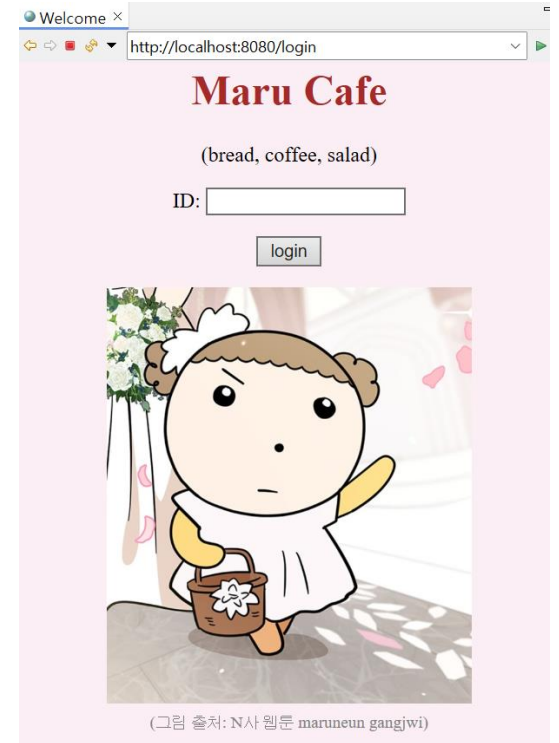 Welcome
http://localhost:8080/login
Maru Cafe
(bread, coffee, salad)
ID:
login
(그림 출처: N사 웹툰 maruneun gangjwi)